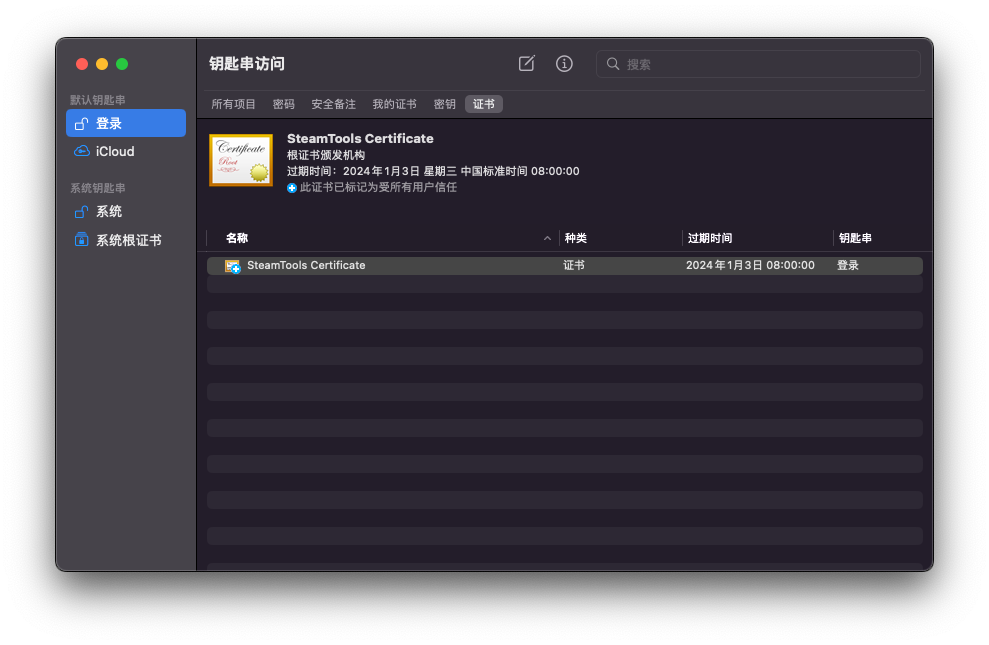 钥匙串访问
搜索
默认钥匙串
登录
iCloud
系统钥匙串
系统
系统根证书
所有项目 密码 安全备注 我的证书 密钥 证书
Certificate
Root
SteamTools Certificate
根证书颁发机构
过期时间：2024年1月3日 星期三 中国标准时间 08:00:00
此证书已标记为受所有用户信任
名称 种类 过期时间 钥匙串
SteamTools Certificate 证书 2024年1月3日 08:00:00 登录